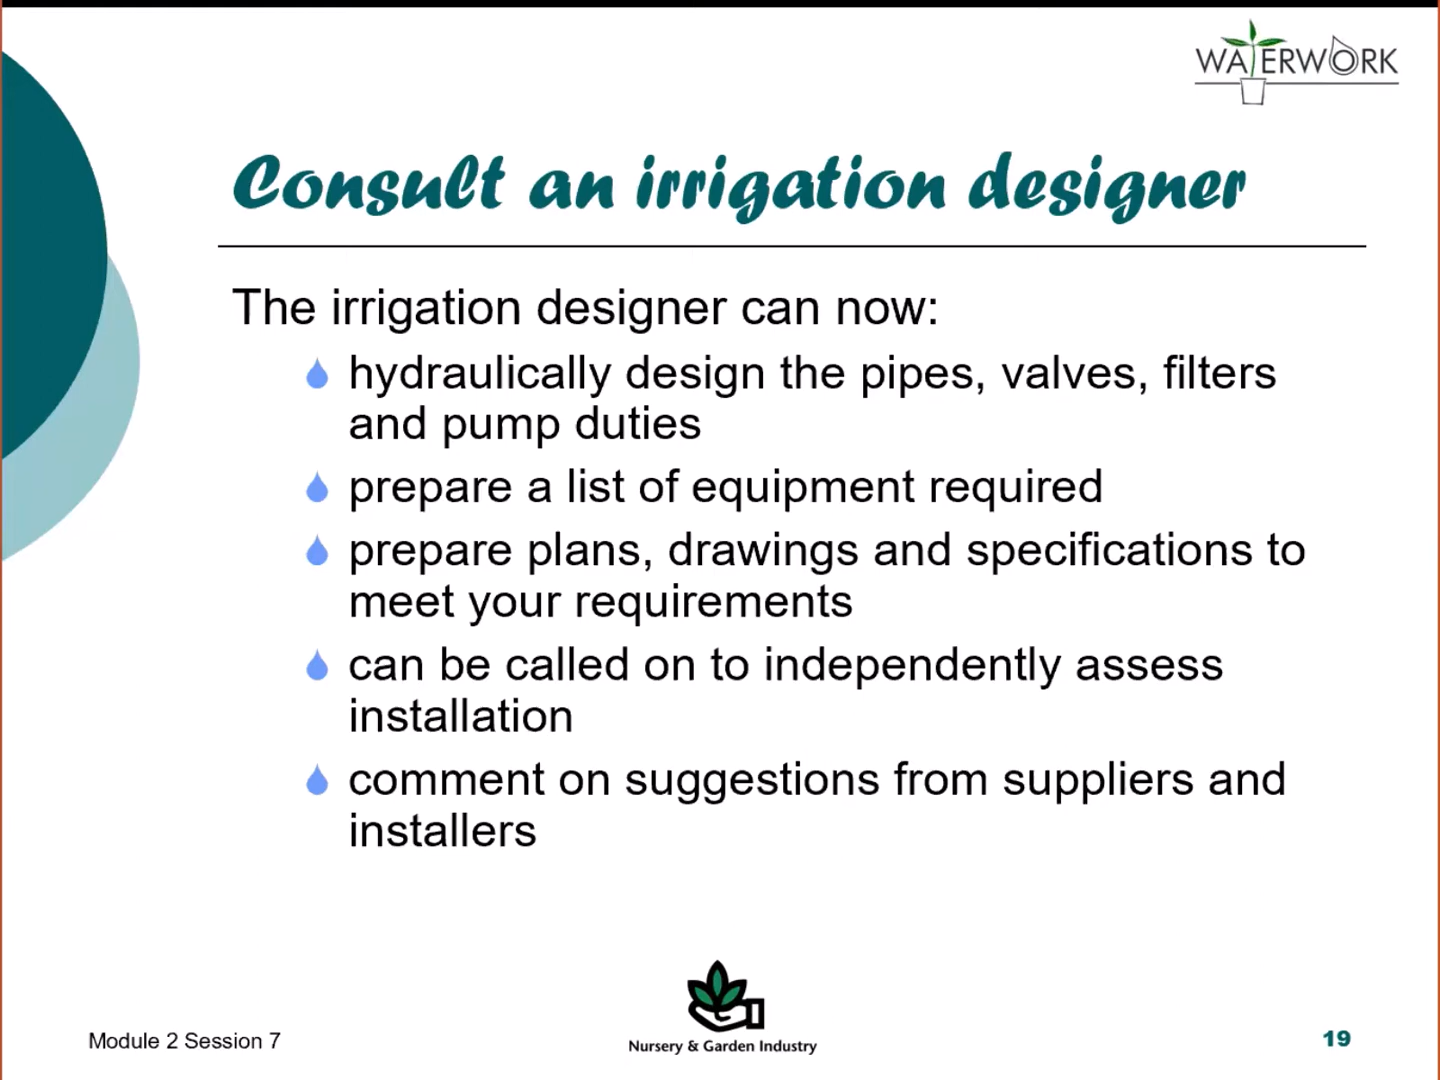 WATERWORK
Consult an irrigation designer
The irrigation designer can now:
hydraulically design the pipes, valves, filters
and pump duties
prepare a list of equipment required
prepare plans, drawings and specifications to
meet your requirements
can be called on to independently assess
installation
comment on suggestions from suppliers and
installers
Module 2 Session 7
Nursery & Garden Industry
19